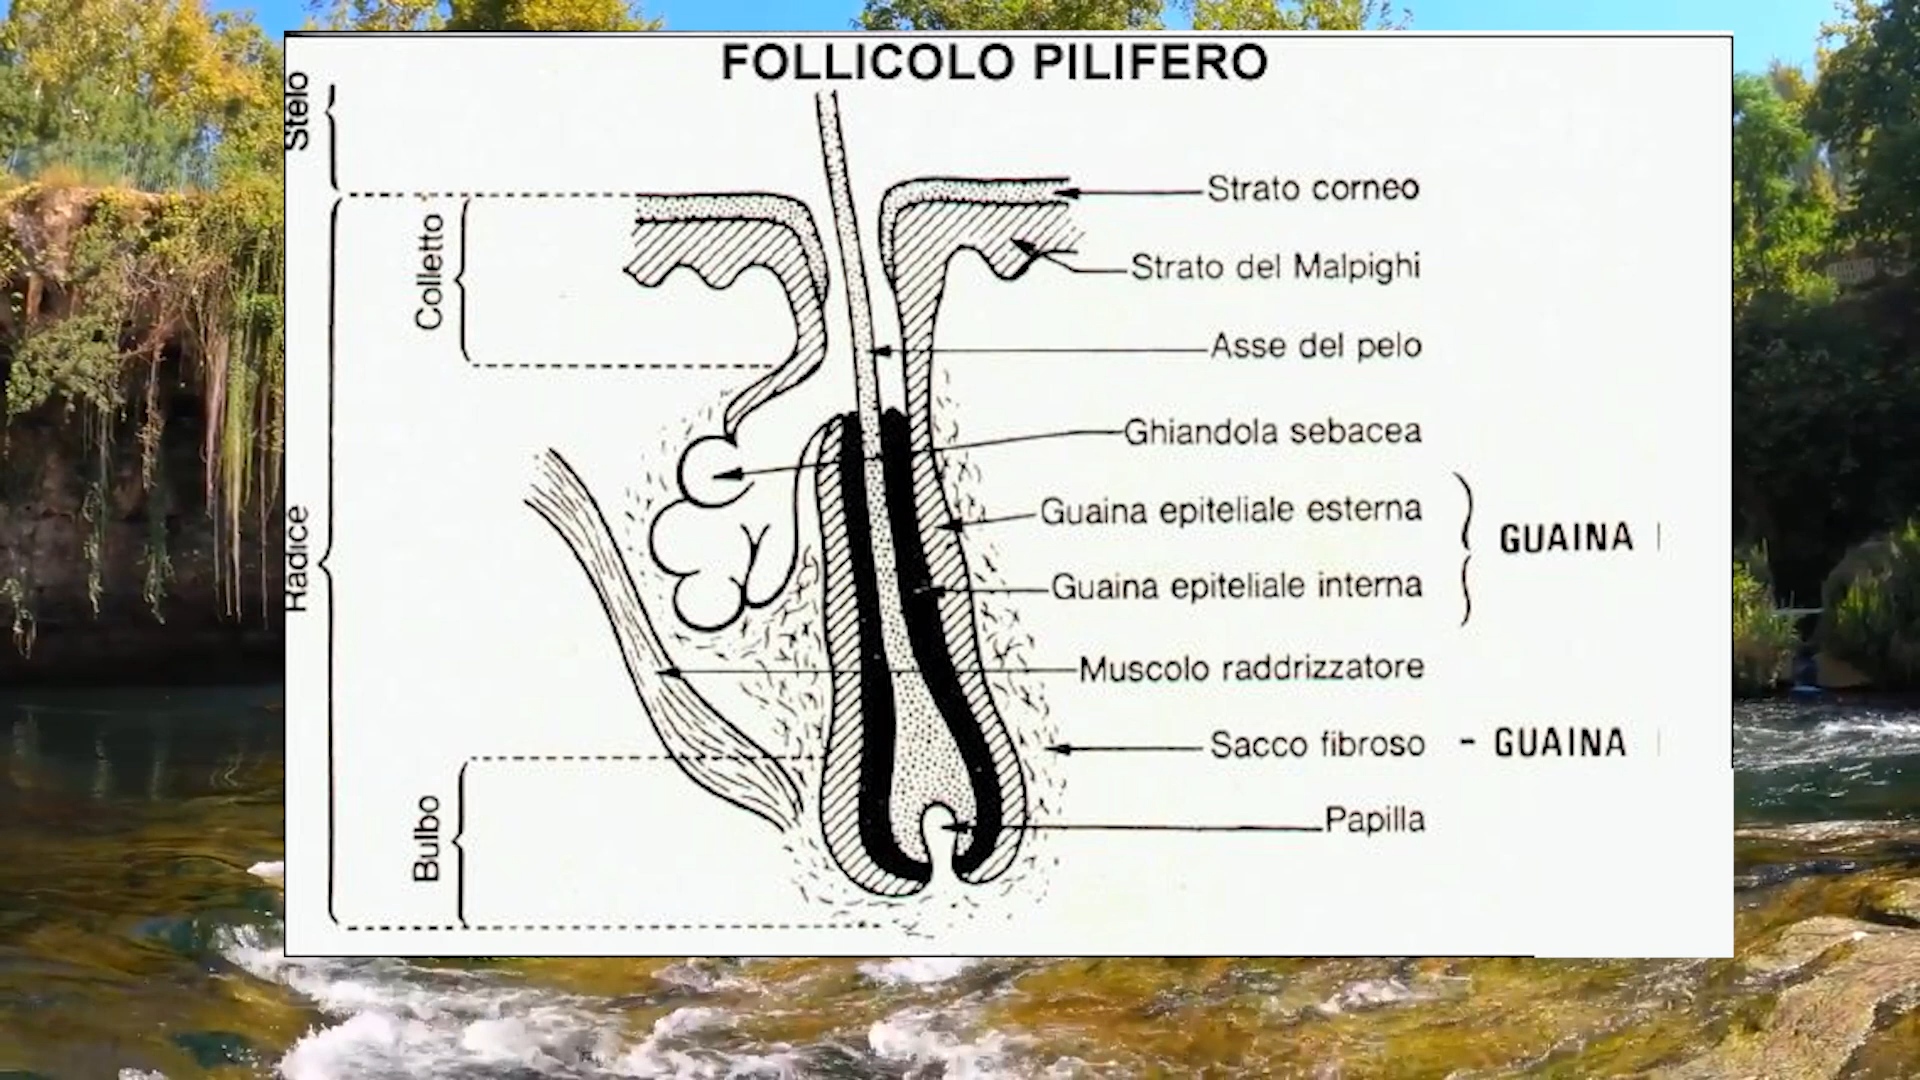 FOLLICOLO PILIFERO
Stelo
Strato corneo
Colletto
Strato del Malpighi
Asse del pelo
Ghiandola sebacea
Radice
Guaina epiteliale esterna
GUAINA
Guaina epiteliale interna
Muscolo raddrizzatore
Sacco fibroso - GUAINA
Bulbo
Papilla